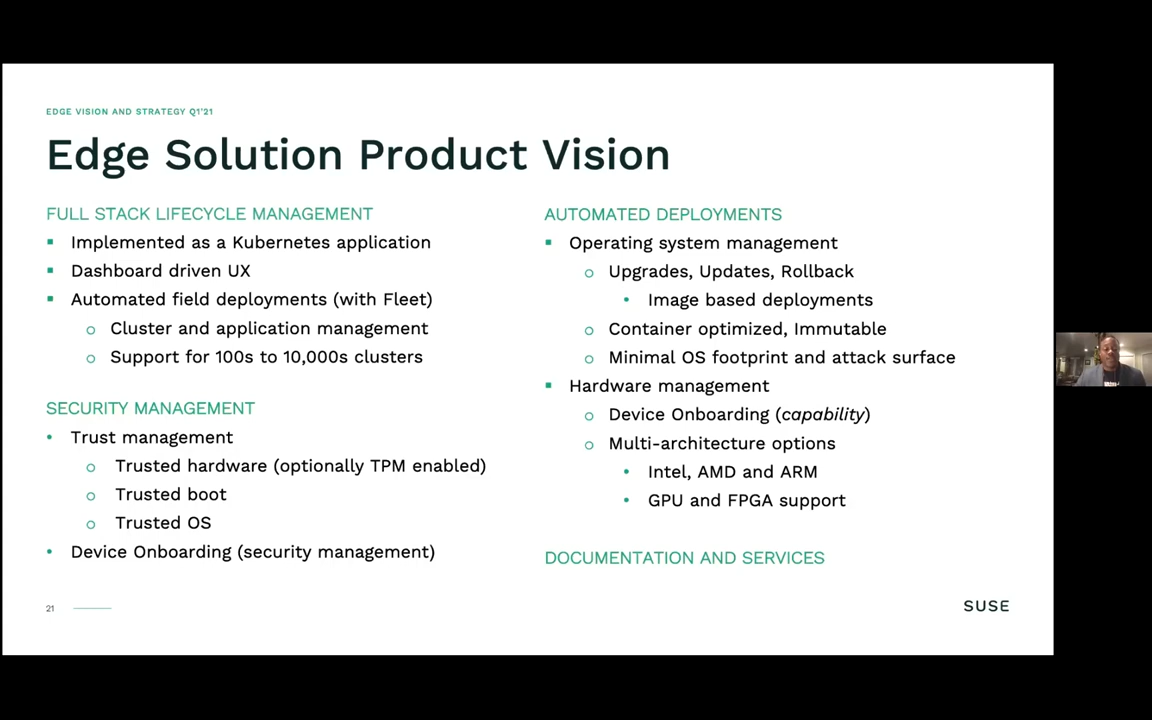 EDGE VISION AND STRATEGY Q1'21
Edge Solution Product Vision
FULL STACK LIFECYCLE MANAGEMENT
Implemented as a Kubernetes application
Dashboard driven UX
Automated field deployments (with Fleet)
Cluster and application management
Support for 100s to 10,000s clusters
SECURITY MANAGEMENT
Trust management
Trusted hardware (optionally TPM enabled)
Trusted boot
Trusted OS
Device Onboarding (security management)
AUTOMATED DEPLOYMENTS
Operating system management
Upgrades, Updates, Rollback
Image based deployments
Container optimized, Immutable
Minimal OS footprint and attack surface
Hardware management
Device Onboarding (capability)
Multi-architecture options
Intel, AMD and ARM
GPU and FPGA support
DOCUMENTATION AND SERVICES
21
SUSE